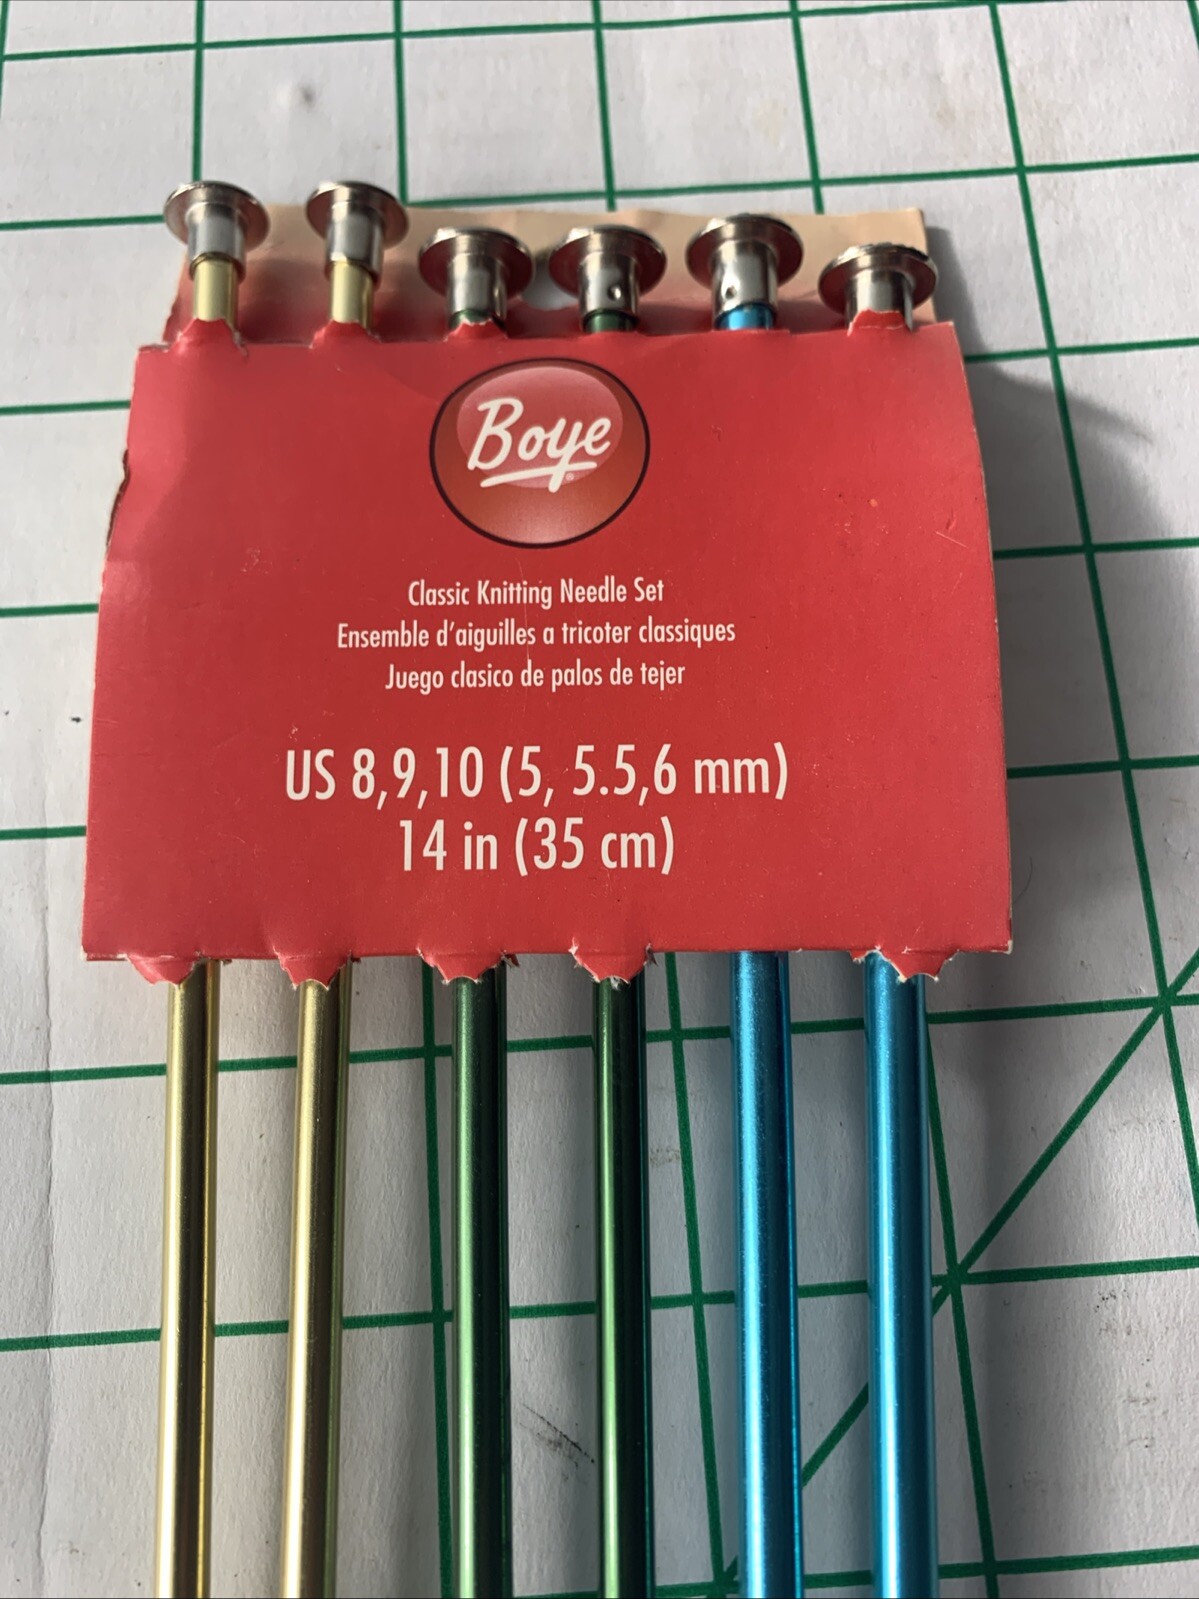 Boye
Classic Knitting Needle Set
Ensemble d'aiguilles a tricoter classiques
Juego clasico de palos de tejer
US 8,9,10 (5, 5.5,6 mm)
14 in (35 cm)